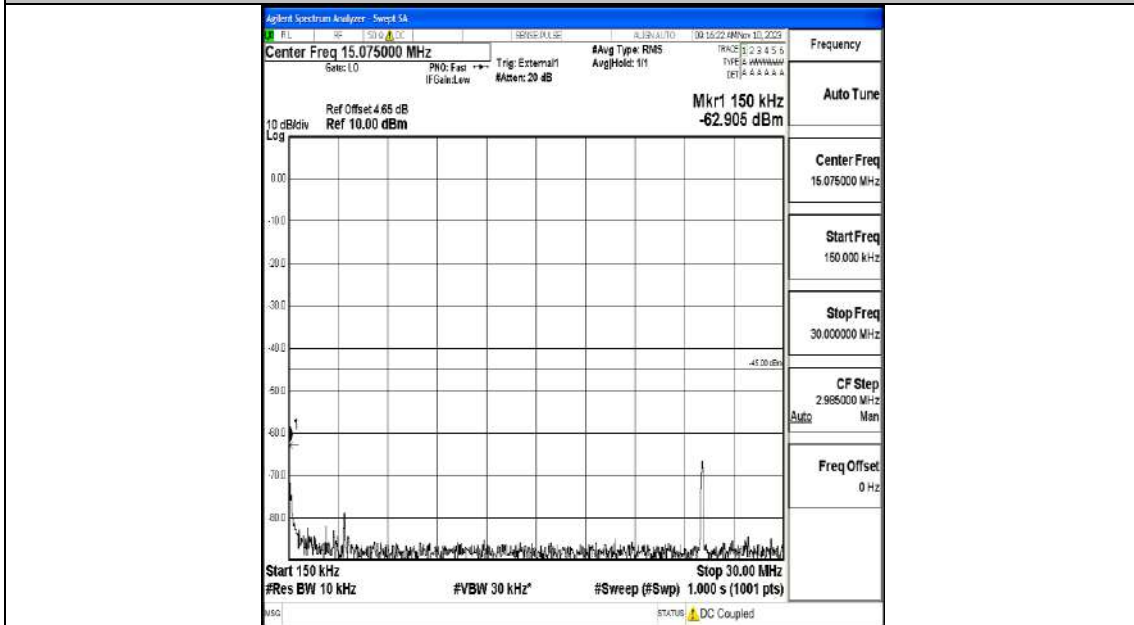 Agilent Spectrum Analyzer - Swept SA
RL RF 50 Ω DC SENSE:PULSE ALIGN AUTO 09:16:22 AM Nov 10, 2023
Center Freq 15.075000 MHz
Gate: LO
PNO: Fast
IFGain:Low
Trig: External1
#Atten: 20 dB
#Avg Type: RMS
Avg|Hold: 1/1
TRACE 1 2 3 4 5 6
TYPE A WWWWW
DET A A A A A A
Mkr1 150 kHz
-62.905 dBm
Ref Offset 4.65 dB
10 dB/div Ref 10.00 dBm
Log
0.00
-10.0
-20.0
-30.0
-40.0
-45.00 dBm
-50.0
-60.0
1
-70.0
-80.0
Start 150 kHz Stop 30.00 MHz
#Res BW 10 kHz #VBW 30 kHz* #Sweep (#Swp) 1.000 s (1001 pts)
MSG STATUS DC Coupled
Frequency
Auto Tune
Center Freq
15.075000 MHz
Start Freq
150.000 kHz
Stop Freq
30.000000 MHz
CF Step
2.985000 MHz
Auto Man
Freq Offset
0 Hz